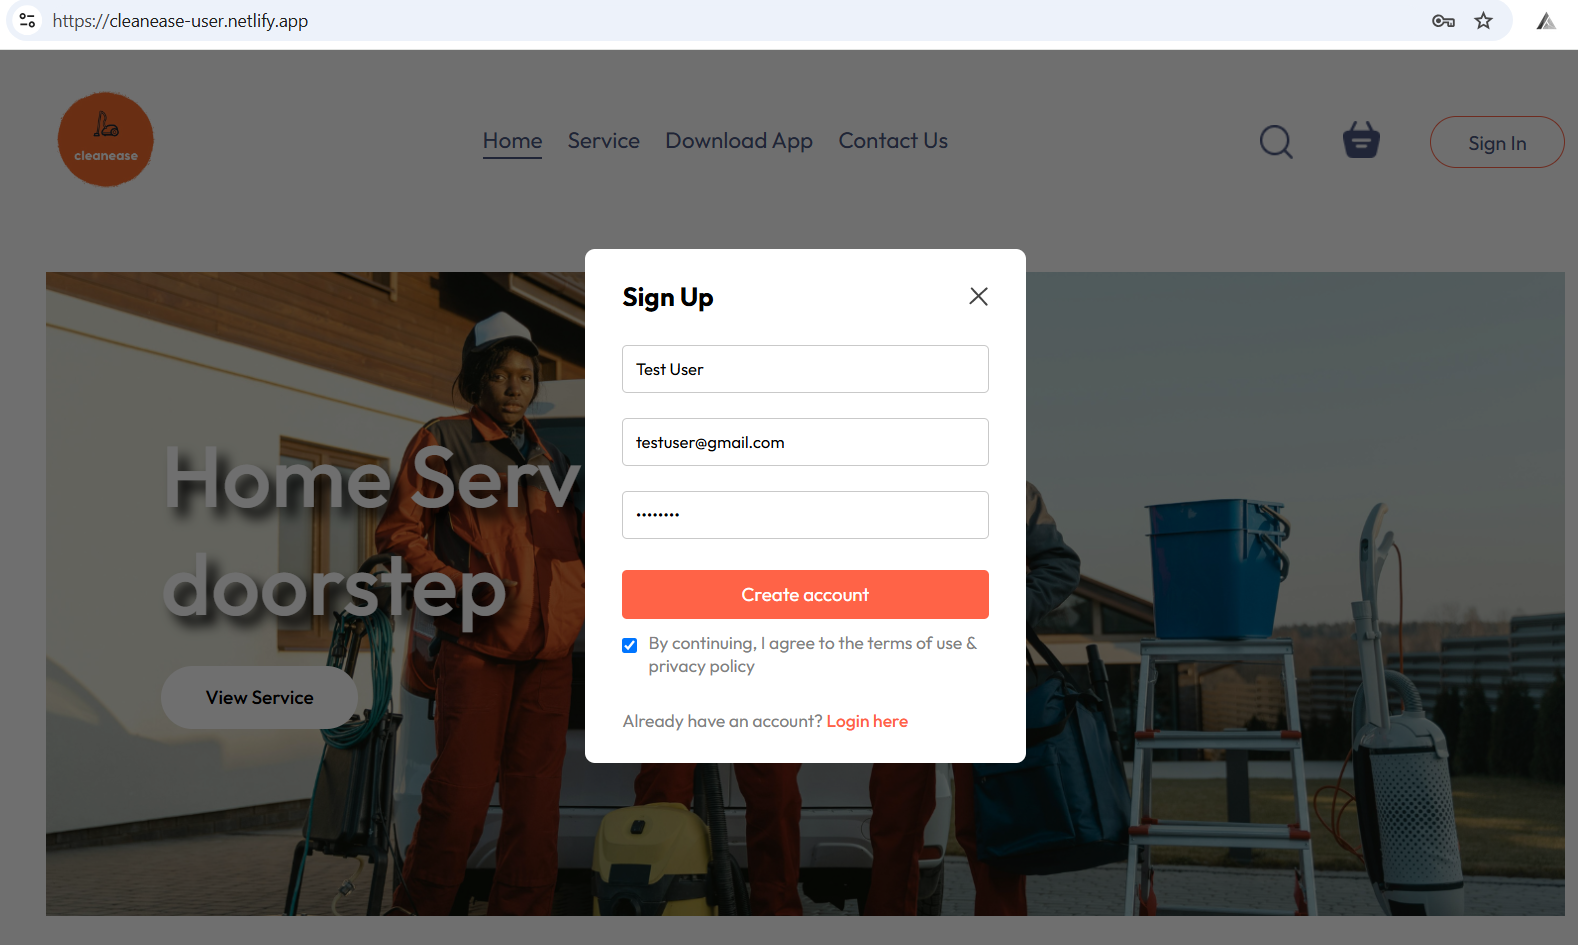 https://cleanease-user.netlify.app
cleanease
Home Service Download App Contact Us
Sign In
Sign Up
Test User
testuser@gmail.com
••••••••
Create account
By continuing, I agree to the terms of use &
privacy policy
Already have an account? Login here
Home Serv
doorstep
View Service